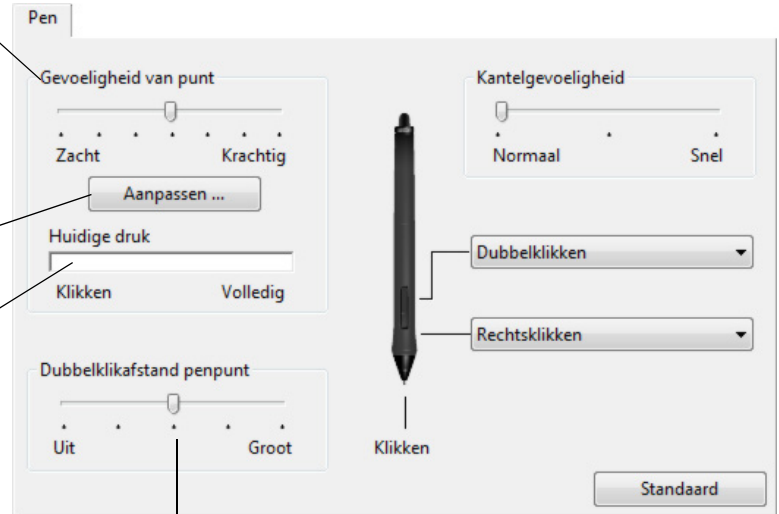 Pen
Gevoeligheid van punt
Zacht Krachtig
Aanpassen ...
Huidige druk
Klikken Volledig
Dubbelklikafstand penpunt
Uit Groot
Klikken
Kantelgevoeligheid
Normaal Snel
Dubbelklikken
Rechtsklikken
Standaard